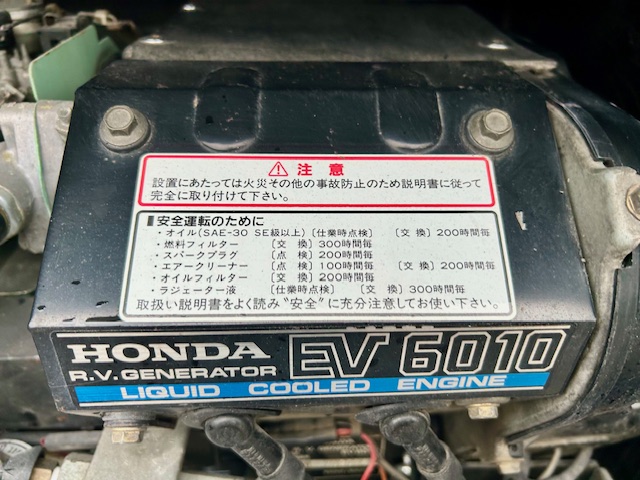 ⚠ 注意
設置にあたっては火災その他の事故防止のため説明書に従って
完全に取り付けて下さい。
安全運転のために
・オイル(SAE-30 SE級以上)〔仕業時点検〕 〔交換〕200時間毎
・燃料フィルター 〔交換〕300時間毎
・スパークプラグ 〔点検〕200時間毎
・エアークリーナー 〔点検〕100時間毎 〔交換〕200時間毎
・オイルフィルター 〔交換〕200時間毎
・ラジェーター液 〔仕業時点検〕 〔交換〕300時間毎
取扱い説明書をよく読み“安全”に充分注意してお使い下さい。
HONDA EV6010
R.V. GENERATOR
LIQUID COOLED ENGINE